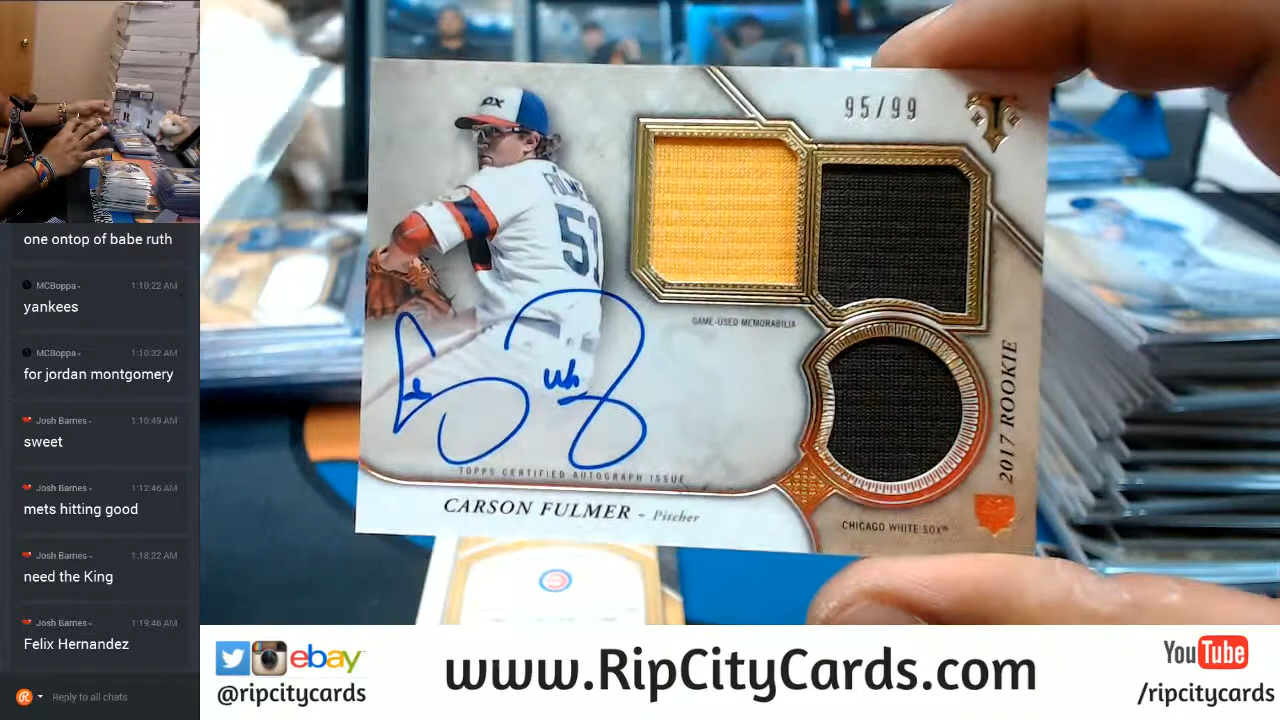 one ontop of babe ruth
MCBoppa
1:10:22 AM
yankees
MCBoppa
1:10:32 AM
for jordan montgomery
Josh Barnes
1:10:49 AM
sweet
Josh Barnes
1:12:46 AM
mets hitting good
Josh Barnes
1:18:22 AM
need the King
Josh Barnes
1:19:46 AM
Felix Hernandez
Reply to all chats
95/99
OX
FULME
51
GAME-USED MEMORABILIA
2017 ROOKIE
TOPPS CERTIFIED AUTOGRAPH ISSUE
CARSON FULMER - Pitcher
CHICAGO WHITE SOX
ebay
@ripcitycards
www.RipCityCards.com
YouTube
/ripcitycards